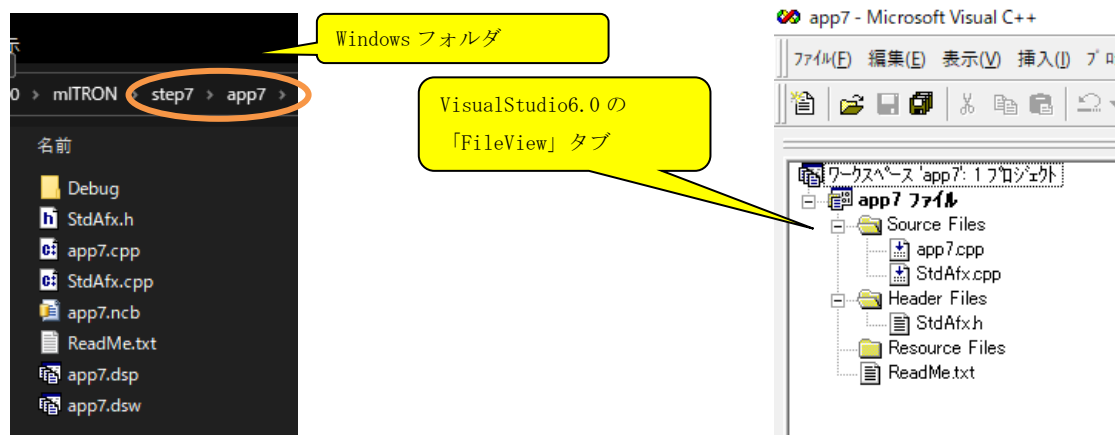 示
Windows フォルダ
0 › mITRON › step7 › app7 ›
名前
Debug
StdAfx.h
app7.cpp
StdAfx.cpp
app7.ncb
ReadMe.txt
app7.dsp
app7.dsw
VisualStudio6.0 の
「FileView」タブ
app7 - Microsoft Visual C++
ﾌｧｲﾙ(F) 編集(E) 表示(V) 挿入(I) ﾌﾟﾛ
ﾜｰｸｽﾍﾟｰｽ 'app7': 1 ﾌﾟﾛｼﾞｪｸﾄ
app7 ﾌｧｲﾙ
Source Files
app7.cpp
StdAfx.cpp
Header Files
StdAfx.h
Resource Files
ReadMe.txt